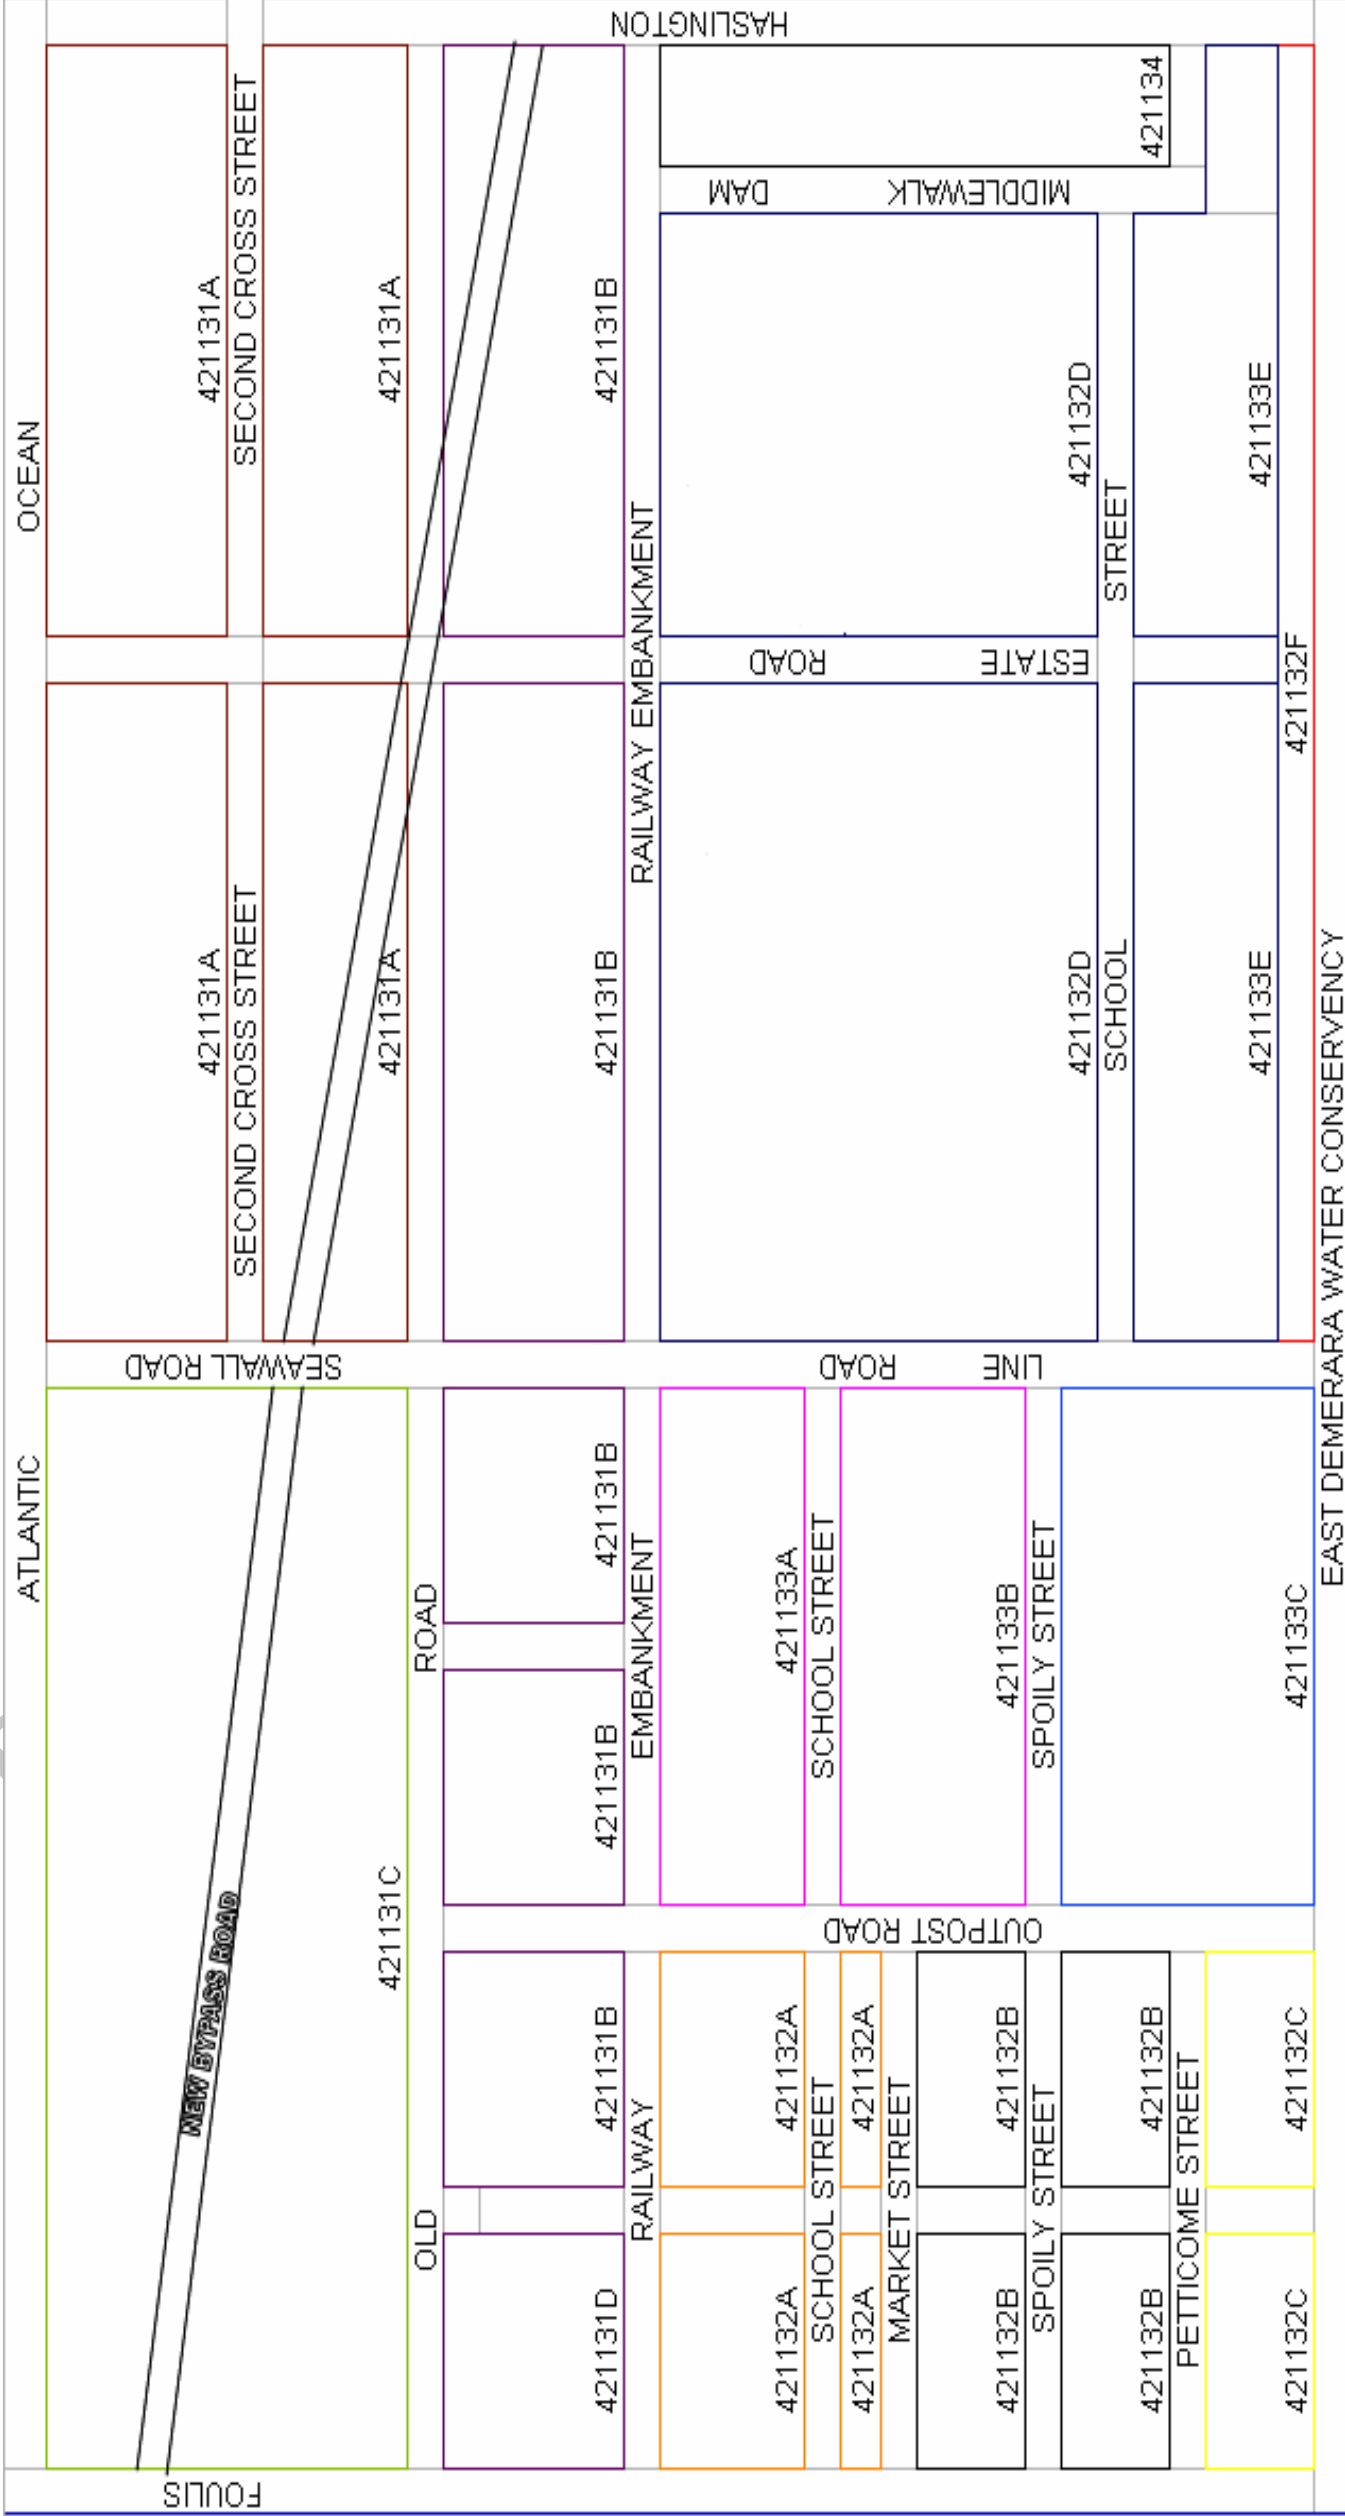 HASLINGTON
OCEAN
ATLANTIC
421131A
SECOND CROSS STREET
421131A
421131B
421134
MIDDLEWALK DAM
421132D
421133E
421131A
SECOND CROSS STREET
421131A
421131B
RAILWAY EMBANKMENT
ESTATE ROAD
421132D
SCHOOL STREET
421133E
421132F
SEAWALL ROAD
LINE ROAD
EAST DEMERARA WATER CONSERVENCY
NEW BYPASS ROAD
421131C
OLD ROAD
421131B
421131B
RAILWAY EMBANKMENT
421133A
SCHOOL STREET
421133B
SPOILY STREET
421133C
OUTPOST ROAD
421131B
421132A
421132A
421132B
421132B
421132C
421131D
421132A
SCHOOL STREET
421132A
MARKET STREET
421132B
SPOILY STREET
421132B
PETTICOME STREET
421132C
FOULIS